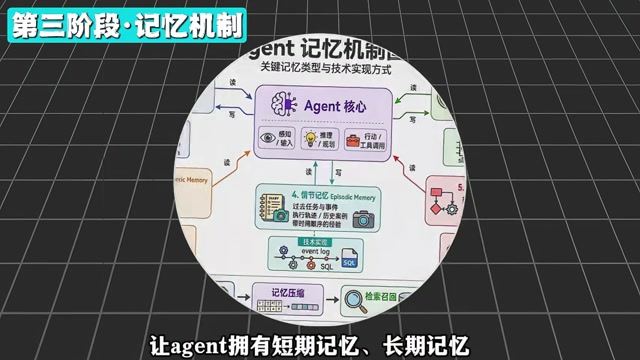 第三阶段·记忆机制
gent 记忆机制
关键记忆类型与技术实现方式
读
写
读
写
Agent 核心
感知
/ 输入
推理
/ 规划
行动 /
工具调用
读
读
写
读
Memory
4. 情节记忆 Episodic Memory
过去任务与事件
执行轨迹 / 历史案例
带时间顺序的经验
5.
技术实现
event log
SQL
SQL
记忆压缩
检索召回
让agent拥有短期记忆、长期记忆